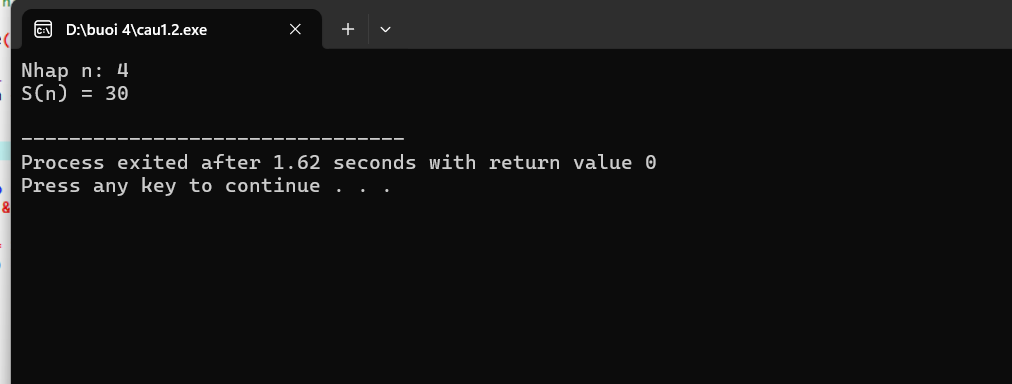 D:\buoi 4\cau1.2.exe
Nhap n: 4
S(n) = 30
--------------------------------
Process exited after 1.62 seconds with return value 0
Press any key to continue . . .